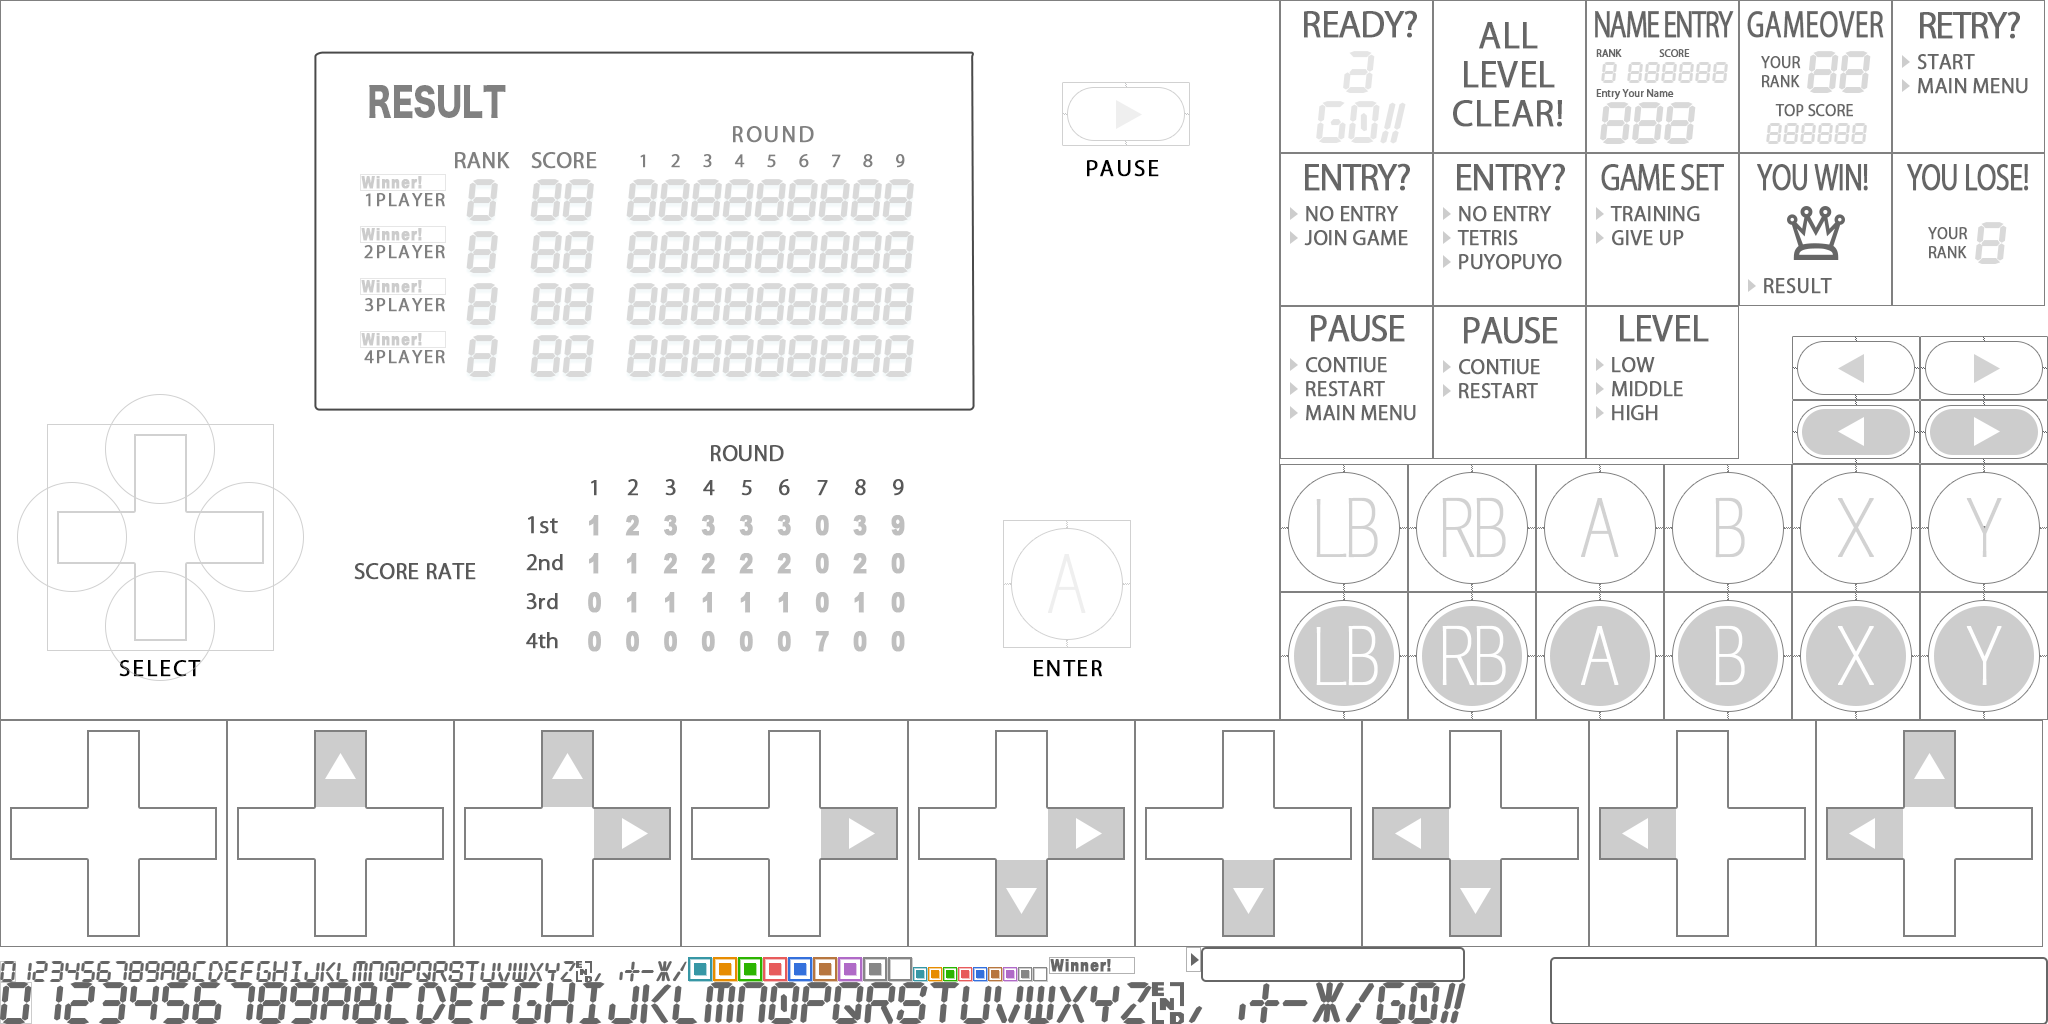 RESULT
ROUND
RANK SCORE 1 2 3 4 5 6 7 8 9
Winner!
1PLAYER 8 88 888888888
Winner!
2PLAYER 8 88 888888888
Winner!
3PLAYER 8 88 888888888
Winner!
4PLAYER 8 88 888888888
PAUSE
ROUND
1 2 3 4 5 6 7 8 9
1st 1 2 3 3 3 3 0 3 9
2nd 1 1 2 2 2 2 0 2 0
SCORE RATE
3rd 0 1 1 1 1 1 0 1 0
4th 0 0 0 0 0 0 7 0 0
SELECT
A
ENTER
READY?
GO!!
ALL
LEVEL
CLEAR!
NAME ENTRY
RANK SCORE
8 888888
Entry Your Name
888
GAMEOVER
YOUR
RANK 88
TOP SCORE
888888
RETRY?
START
MAIN MENU
ENTRY?
NO ENTRY
JOIN GAME
ENTRY?
NO ENTRY
TETRIS
PUYOPUYO
GAME SET
TRAINING
GIVE UP
YOU WIN!
RESULT
YOU LOSE!
YOUR
RANK 8
PAUSE
CONTIUE
RESTART
MAIN MENU
PAUSE
CONTIUE
RESTART
LEVEL
LOW
MIDDLE
HIGH
LB RB A B X Y
LB RB A B X Y
0123456789ABCDEFGHIJKLMNOPQRSTUVWXYZ END
Winner!
0123456789ABCDEFGHIJKLMNOPQRSTUVWXYZ END GO!!